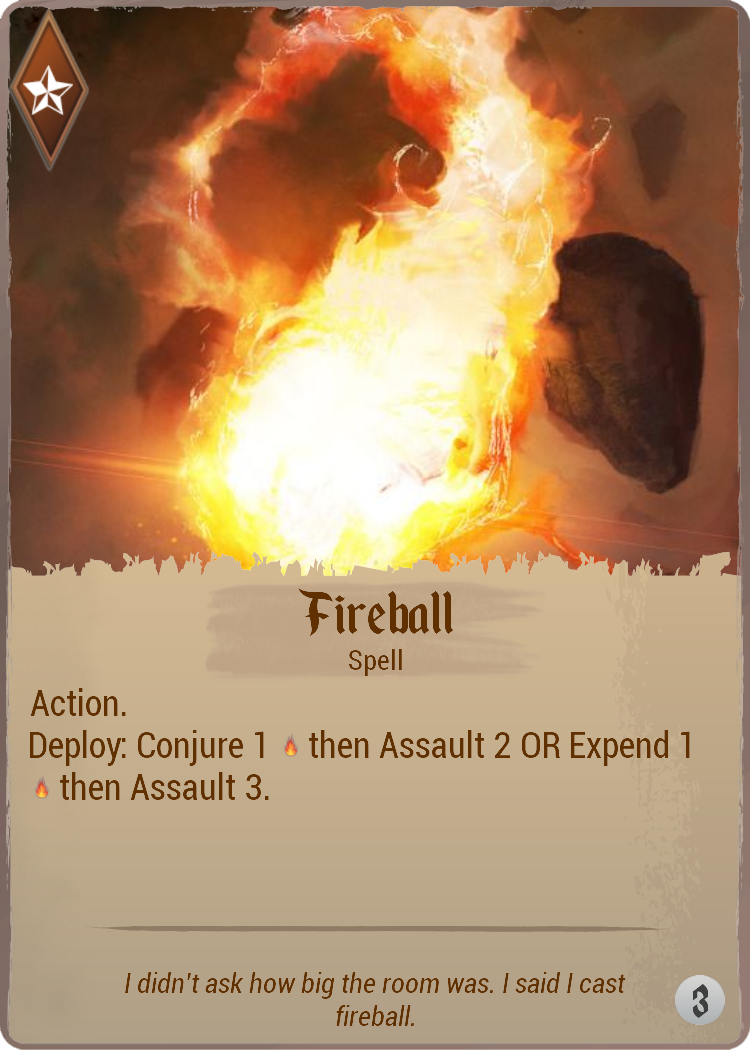 Fireball
Spell
Action.
Deploy: Conjure 1 🔥 then Assault 2 OR Expend 1
🔥 then Assault 3.
I didn't ask how big the room was. I said I cast
fireball.
3